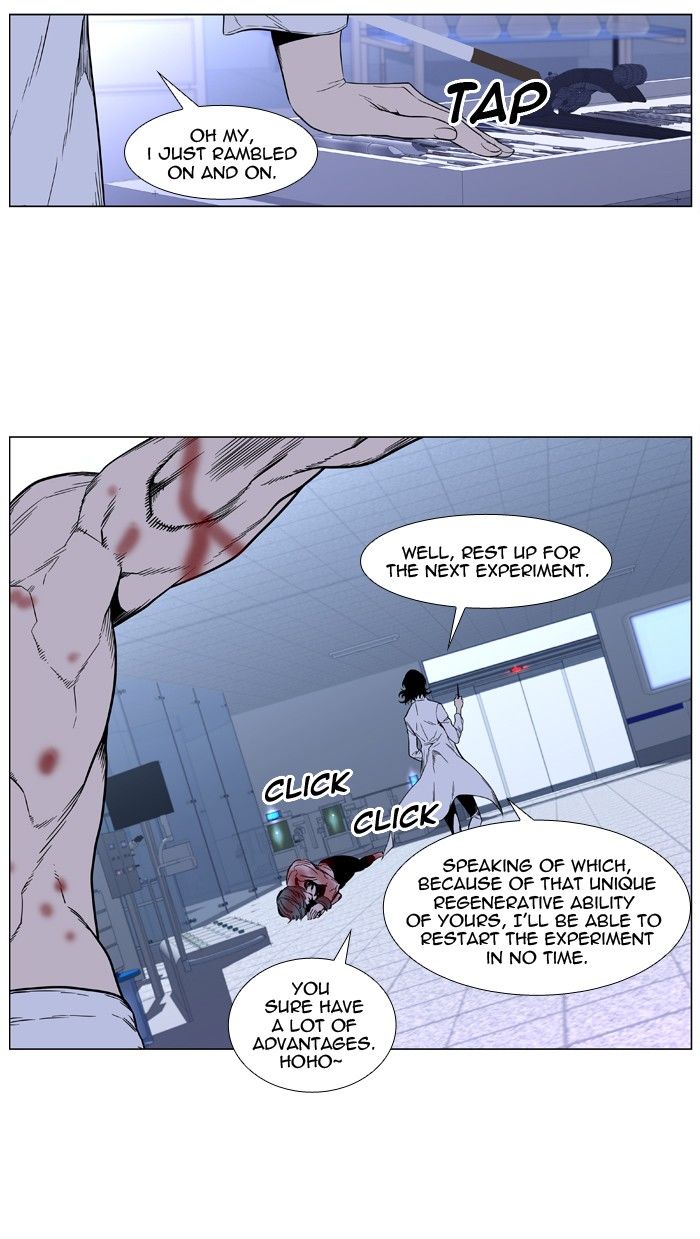 OH MY,
I JUST RAMBLED
ON AND ON.
TAP
WELL, REST UP FOR
THE NEXT EXPERIMENT.
CLICK
CLICK
SPEAKING OF WHICH,
BECAUSE OF THAT UNIQUE
REGENERATIVE ABILITY
OF YOURS, I'LL BE ABLE TO
RESTART THE EXPERIMENT
IN NO TIME.
YOU
SURE HAVE
A LOT OF
ADVANTAGES.
HOHO~